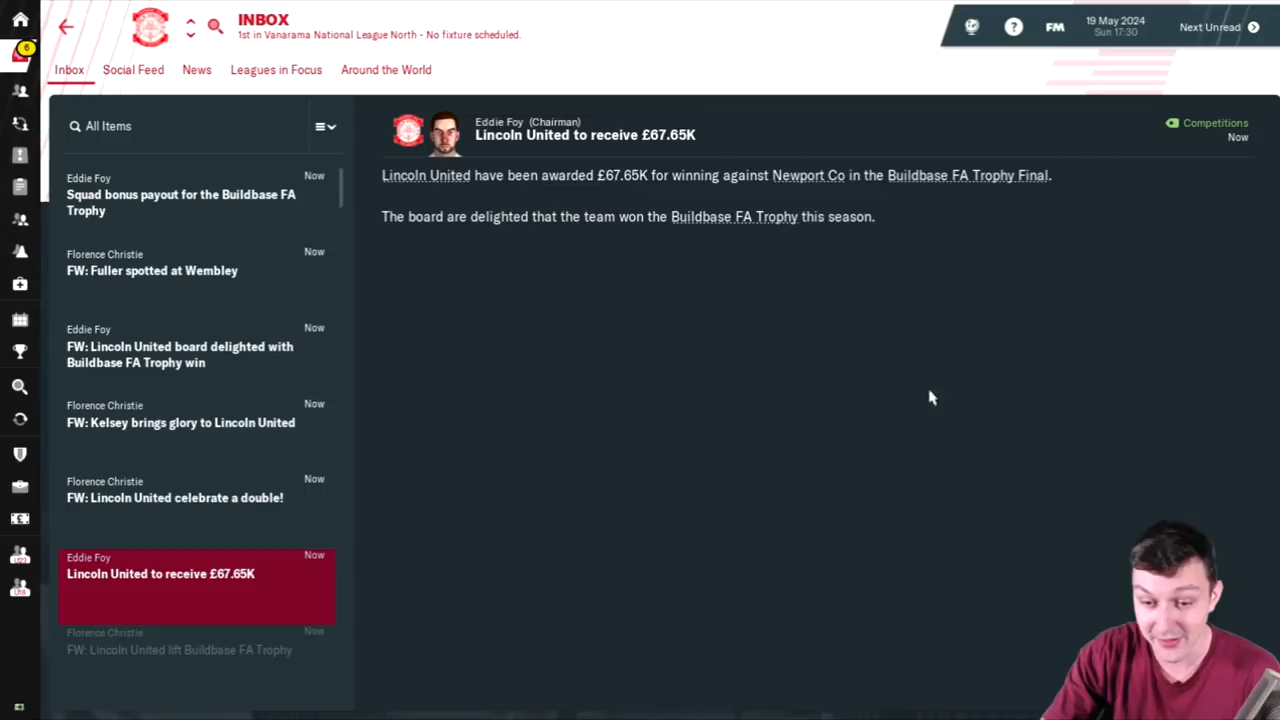 INBOX
1st in Vanarama National League North - No fixture scheduled.
FM
19 May 2024
Sun 17:30
Next Unread
6
Inbox
Social Feed
News
Leagues in Focus
Around the World
All Items
Eddie Foy
Now
Squad bonus payout for the Buildbase FA
Trophy
Florence Christie
Now
FW: Fuller spotted at Wembley
Eddie Foy
Now
FW: Lincoln United board delighted with
Buildbase FA Trophy win
Florence Christie
Now
FW: Kelsey brings glory to Lincoln United
Florence Christie
Now
FW: Lincoln United celebrate a double!
Eddie Foy
Now
Lincoln United to receive £67.65K
Florence Christie
Now
FW: Lincoln United lift Buildbase FA Trophy
Eddie Foy (Chairman)
Lincoln United to receive £67.65K
Competitions
Now
Lincoln United have been awarded £67.65K for winning against Newport Co in the Buildbase FA Trophy Final.
The board are delighted that the team won the Buildbase FA Trophy this season.